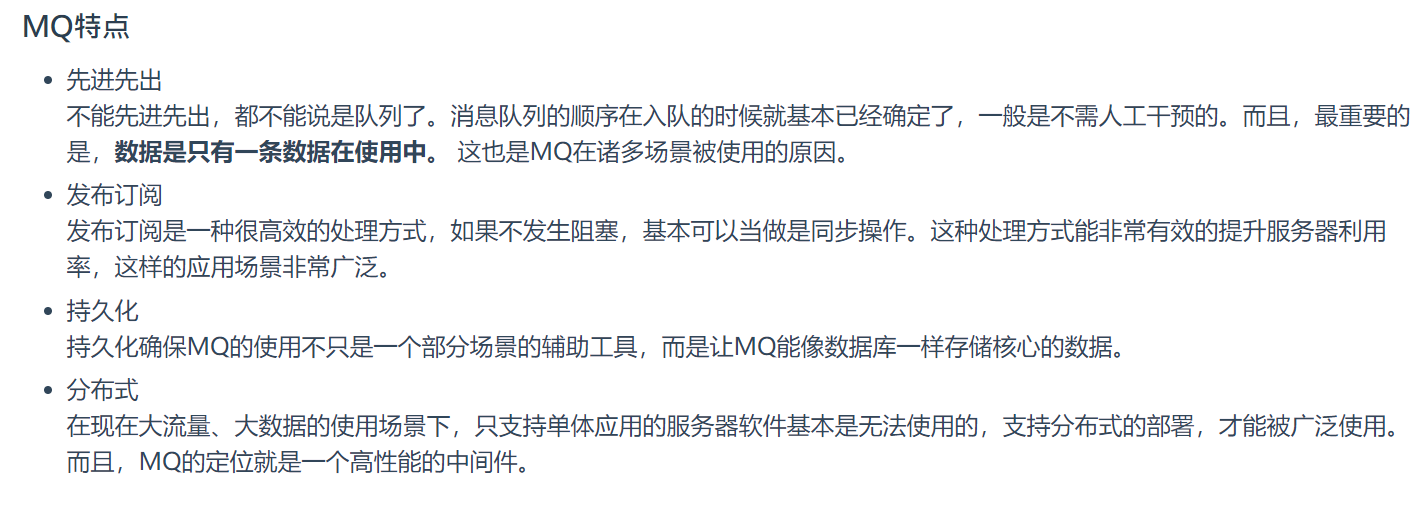 MQ特点
先进先出
不能先进先出，都不能说是队列了。消息队列的顺序在入队的时候就基本已经确定了，一般是不需人工干预的。而且，最重要的
是，数据是只有一条数据在使用中。 这也是MQ在诸多场景被使用的原因。
发布订阅
发布订阅是一种很高效的处理方式，如果不发生阻塞，基本可以当做是同步操作。这种处理方式能非常有效的提升服务器利用
率，这样的应用场景非常广泛。
持久化
持久化确保MQ的使用不只是一个部分场景的辅助工具，而是让MQ能像数据库一样存储核心的数据。
分布式
在现在大流量、大数据的使用场景下，只支持单体应用的服务器软件基本是无法使用的，支持分布式的部署，才能被广泛使用。
而且，MQ的定位就是一个高性能的中间件。